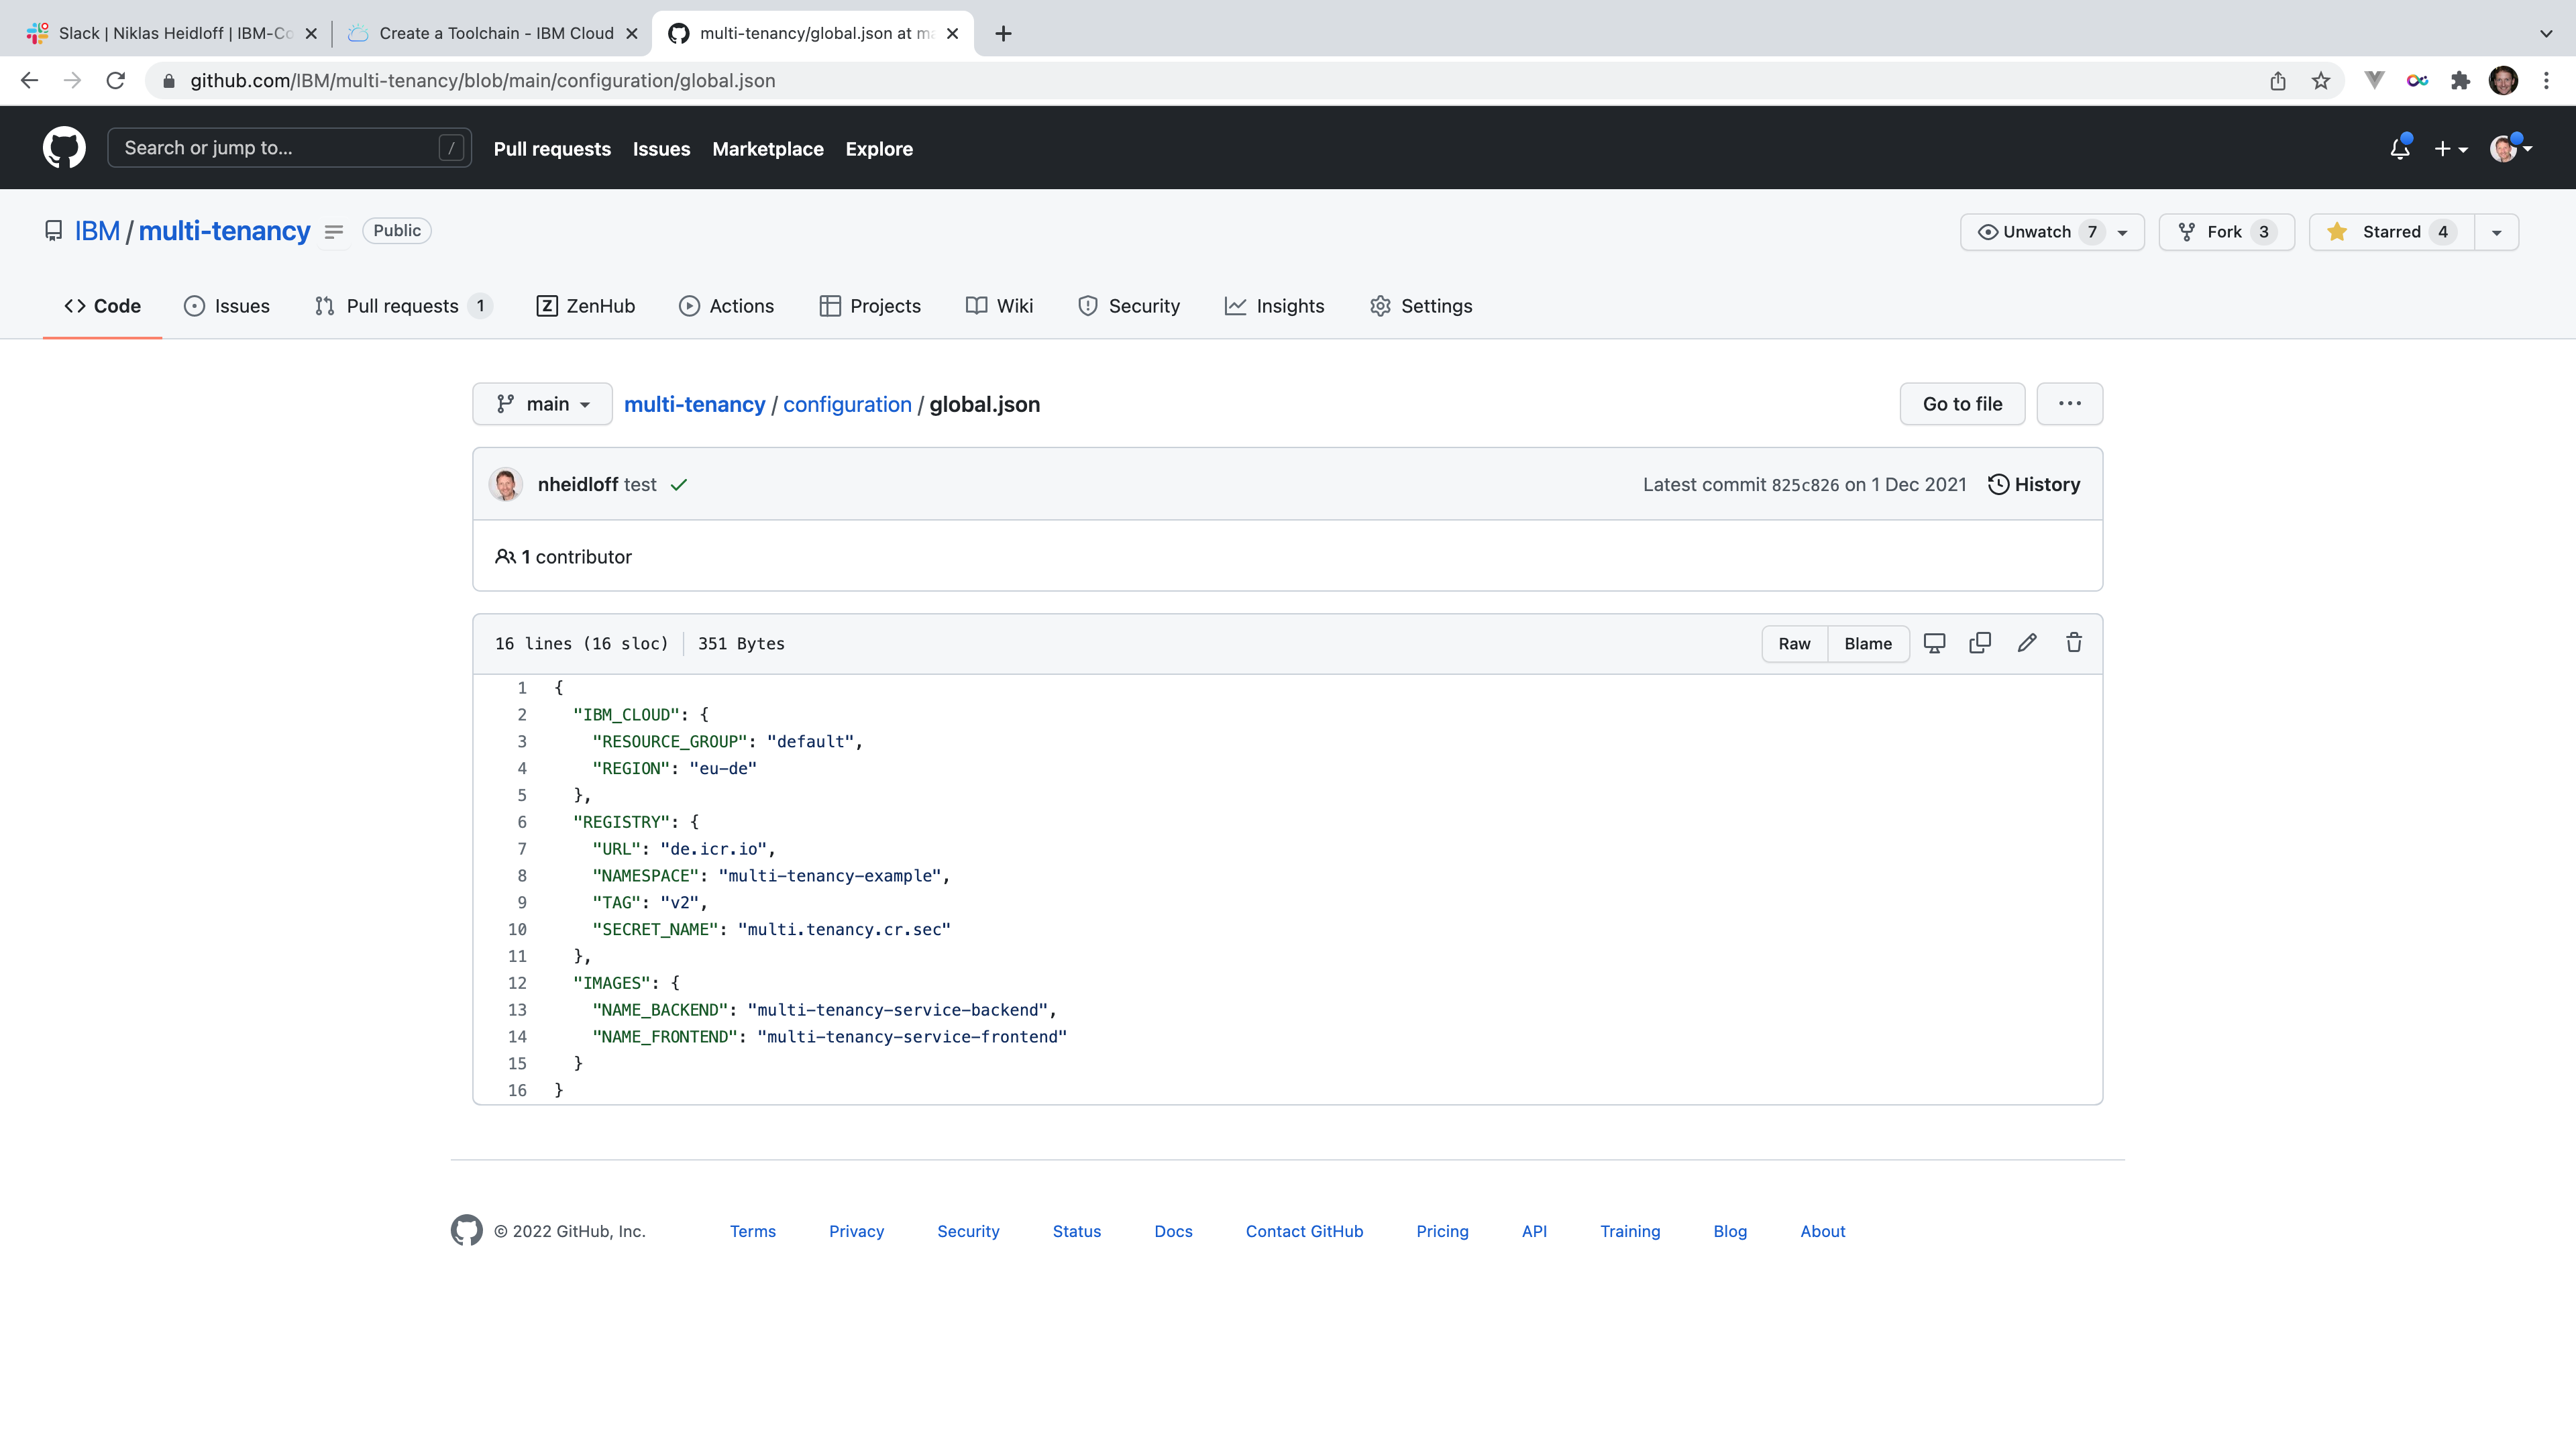 Slack | Niklas Heidloff | IBM-Co
Create a Toolchain - IBM Cloud
multi-tenancy/global.json at ma
github.com/IBM/multi-tenancy/blob/main/configuration/global.json
Search or jump to... /
Pull requests Issues Marketplace Explore
IBM / multi-tenancy Public
Unwatch 7 Fork 3 Starred 4
Code Issues Pull requests 1 ZenHub Actions Projects Wiki Security Insights Settings
main multi-tenancy / configuration / global.json Go to file ...
nheidloff test Latest commit 825c826 on 1 Dec 2021 History
1 contributor
16 lines (16 sloc) 351 Bytes Raw Blame
1 {
2 "IBM_CLOUD": {
3 "RESOURCE_GROUP": "default",
4 "REGION": "eu-de"
5 },
6 "REGISTRY": {
7 "URL": "de.icr.io",
8 "NAMESPACE": "multi-tenancy-example",
9 "TAG": "v2",
10 "SECRET_NAME": "multi.tenancy.cr.sec"
11 },
12 "IMAGES": {
13 "NAME_BACKEND": "multi-tenancy-service-backend",
14 "NAME_FRONTEND": "multi-tenancy-service-frontend"
15 }
16 }
© 2022 GitHub, Inc. Terms Privacy Security Status Docs Contact GitHub Pricing API Training Blog About